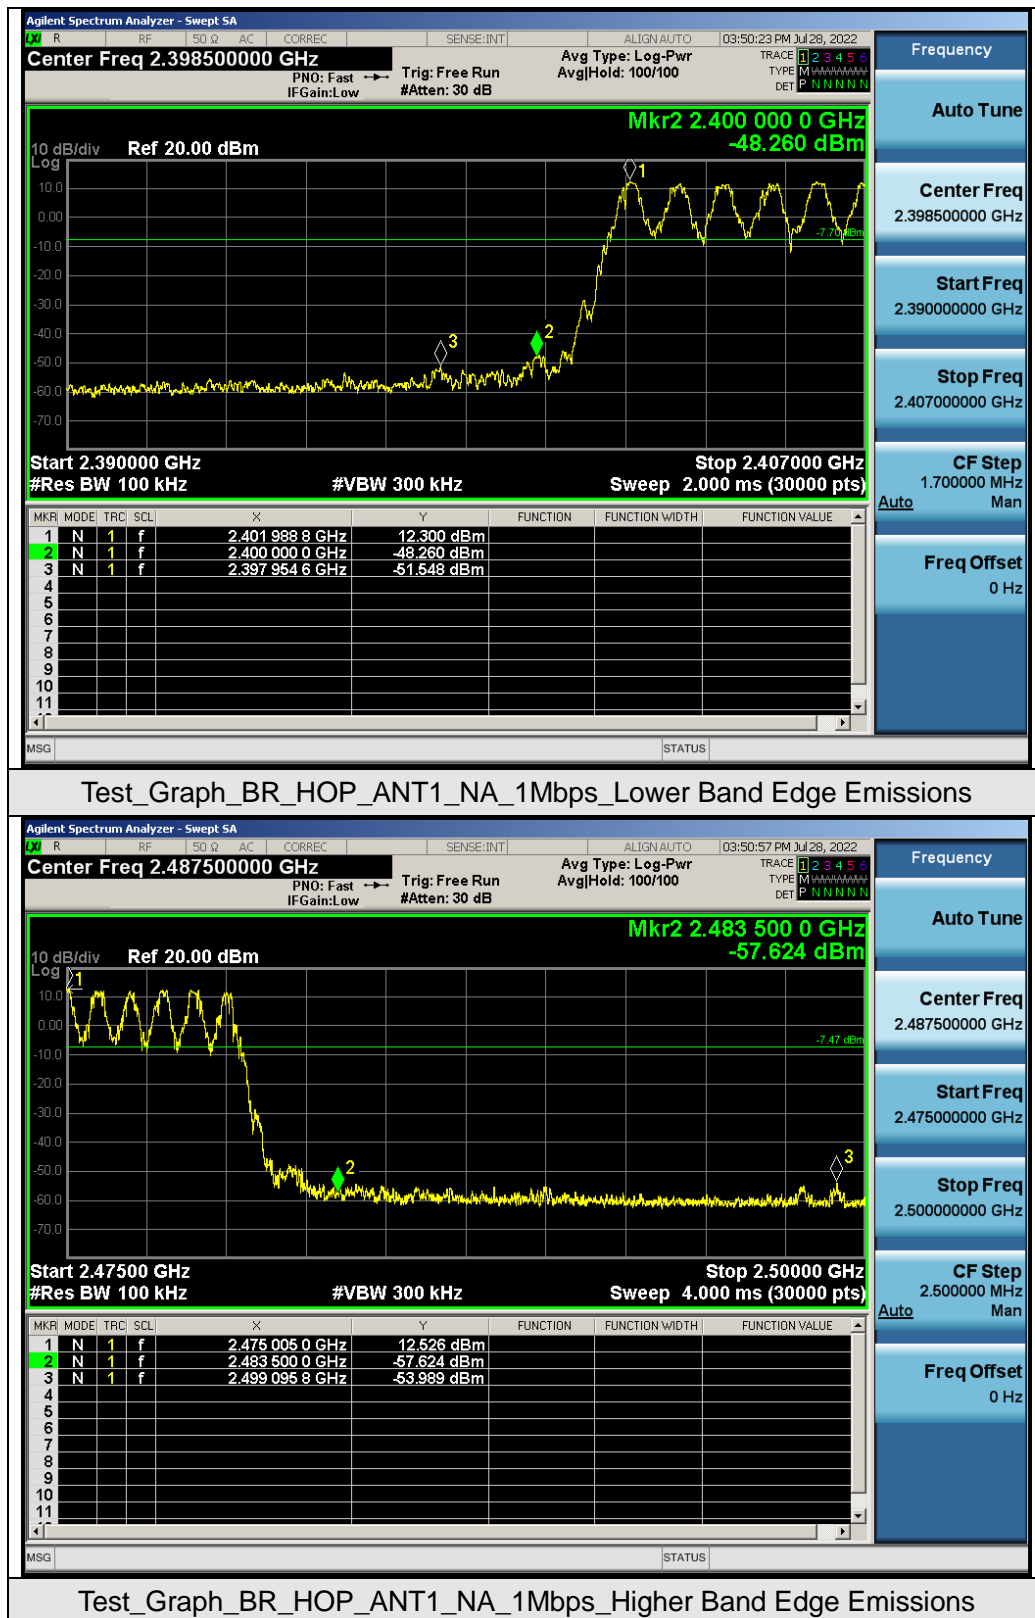 Agilent Spectrum Analyzer - Swept SA
LXI R RF 50 Ω AC CORREC SENSE:INT ALIGN AUTO 03:50:23 PM Jul 28, 2022
Center Freq 2.398500000 GHz
PNO: Fast
IFGain:Low
Trig: Free Run
#Atten: 30 dB
Avg Type: Log-Pwr
Avg|Hold: 100/100
TRACE 1 2 3 4 5 6
TYPE M WWWWW
DET P N N N N N
Mkr2 2.400 000 0 GHz
-48.260 dBm
10 dB/div Ref 20.00 dBm
Log
10.0
0.00
-10.0
-20.0
-30.0
-40.0
-50.0
-60.0
-70.0
1
2
3
-7.70 dBm
Start 2.390000 GHz Stop 2.407000 GHz
#Res BW 100 kHz #VBW 300 kHz Sweep 2.000 ms (30000 pts)
MKR MODE TRC SCL X Y FUNCTION FUNCTION WIDTH FUNCTION VALUE
1 N 1 f 2.401 988 8 GHz 12.300 dBm
2 N 1 f 2.400 000 0 GHz -48.260 dBm
3 N 1 f 2.397 954 6 GHz -51.548 dBm
4
5
6
7
8
9
10
11
MSG STATUS
Frequency
Auto Tune
Center Freq
2.398500000 GHz
Start Freq
2.390000000 GHz
Stop Freq
2.407000000 GHz
CF Step
1.700000 MHz
Auto Man
Freq Offset
0 Hz
Test_Graph_BR_HOP_ANT1_NA_1Mbps_Lower Band Edge Emissions
Agilent Spectrum Analyzer - Swept SA
LXI R RF 50 Ω AC CORREC SENSE:INT ALIGN AUTO 03:50:57 PM Jul 28, 2022
Center Freq 2.487500000 GHz
PNO: Fast
IFGain:Low
Trig: Free Run
#Atten: 30 dB
Avg Type: Log-Pwr
Avg|Hold: 100/100
TRACE 1 2 3 4 5 6
TYPE M WWWWW
DET P N N N N N
Mkr2 2.483 500 0 GHz
-57.624 dBm
10 dB/div Ref 20.00 dBm
Log
10.0
0.00
-10.0
-20.0
-30.0
-40.0
-50.0
-60.0
-70.0
1
2
3
-7.47 dBm
Start 2.47500 GHz Stop 2.50000 GHz
#Res BW 100 kHz #VBW 300 kHz Sweep 4.000 ms (30000 pts)
MKR MODE TRC SCL X Y FUNCTION FUNCTION WIDTH FUNCTION VALUE
1 N 1 f 2.475 005 0 GHz 12.526 dBm
2 N 1 f 2.483 500 0 GHz -57.624 dBm
3 N 1 f 2.499 095 8 GHz -53.989 dBm
4
5
6
7
8
9
10
11
MSG STATUS
Frequency
Auto Tune
Center Freq
2.487500000 GHz
Start Freq
2.475000000 GHz
Stop Freq
2.500000000 GHz
CF Step
2.500000 MHz
Auto Man
Freq Offset
0 Hz
Test_Graph_BR_HOP_ANT1_NA_1Mbps_Higher Band Edge Emissions